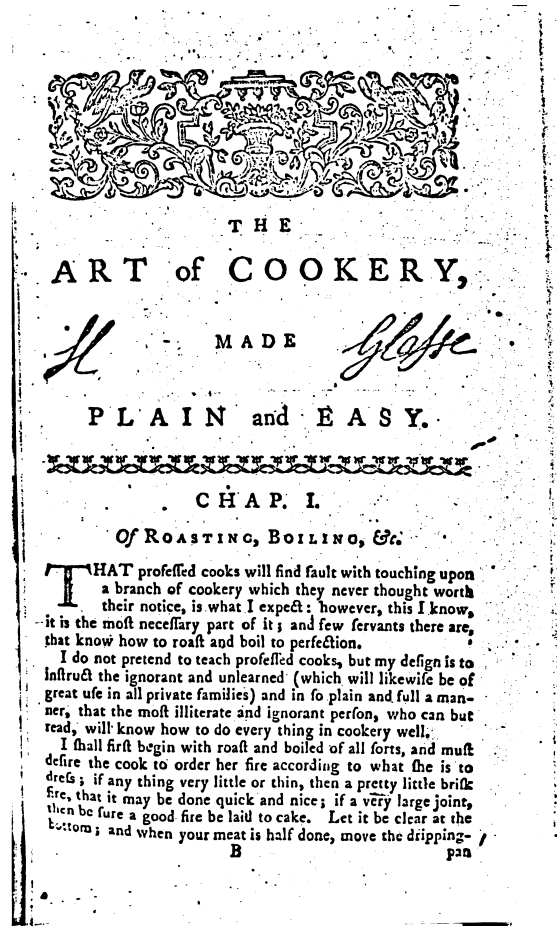 THE
ART of COOKERY,
H MADE Glasse
PLAIN and EASY.
CHAP. I.
Of ROASTING, BOILING, &c.
THAT profeſſed cooks will find fault with touching upon
a branch of cookery which they never thought worth
their notice, is what I expect: however, this I know,
it is the moſt neceſſary part of it; and few ſervants there are,
that know how to roaſt and boil to perfection.
I do not pretend to teach profeſſed cooks, but my deſign is to
inſtruct the ignorant and unlearned (which will likewiſe be of
great uſe in all private families) and in ſo plain and full a man-
ner, that the moſt illiterate and ignorant perſon, who can but
read, will know how to do every thing in cookery well.
I ſhall firſt begin with roaſt and boiled of all ſorts, and muſt
deſire the cook to order her fire according to what ſhe is to
dreſs; if any thing very little or thin, then a pretty little briſk
fire, that it may be done quick and nice; if a very large joint,
then be ſure a good fire be laid to cake. Let it be clear at the
bottom; and when your meat is half done, move the dripping-
B pan